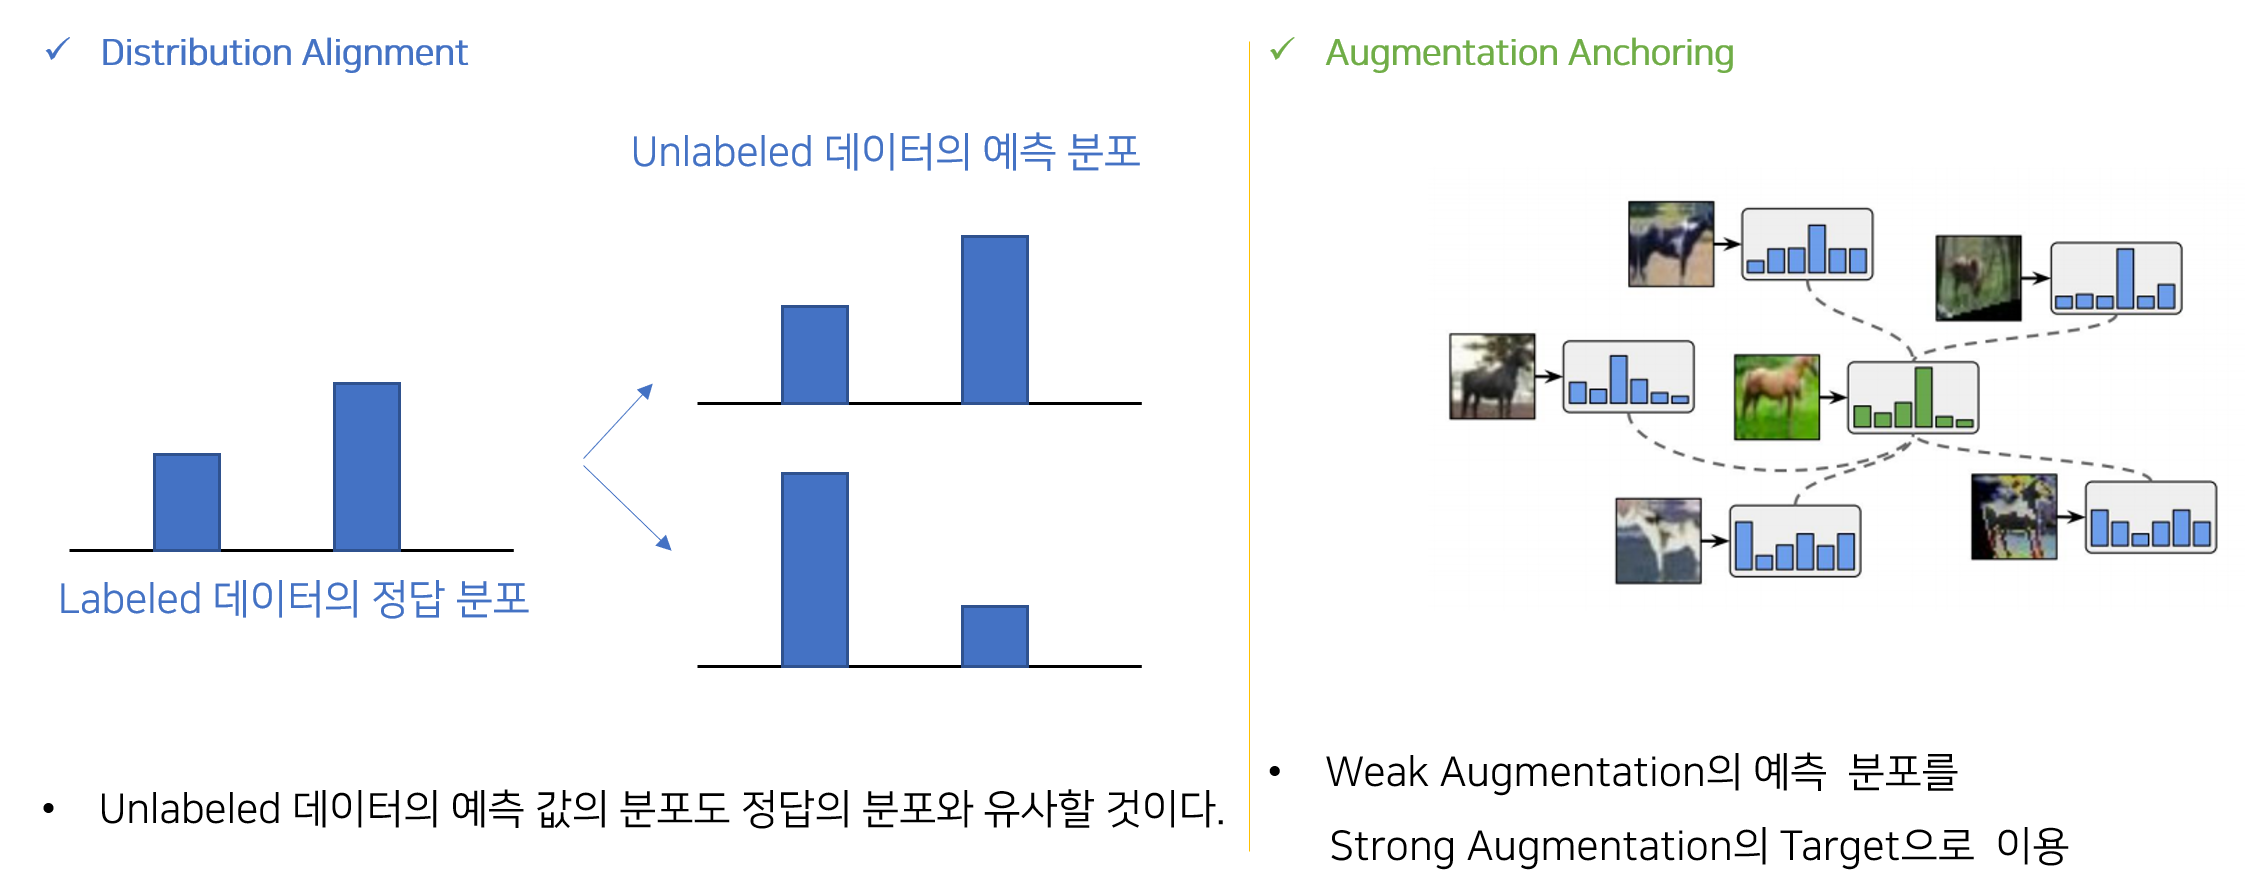 ✓ Distribution Alignment
Unlabeled 데이터의 예측 분포
Labeled 데이터의 정답 분포
• Unlabeled 데이터의 예측 값의 분포도 정답의 분포와 유사할 것이다.
✓ Augmentation Anchoring
• Weak Augmentation의 예측 분포를
Strong Augmentation의 Target으로 이용